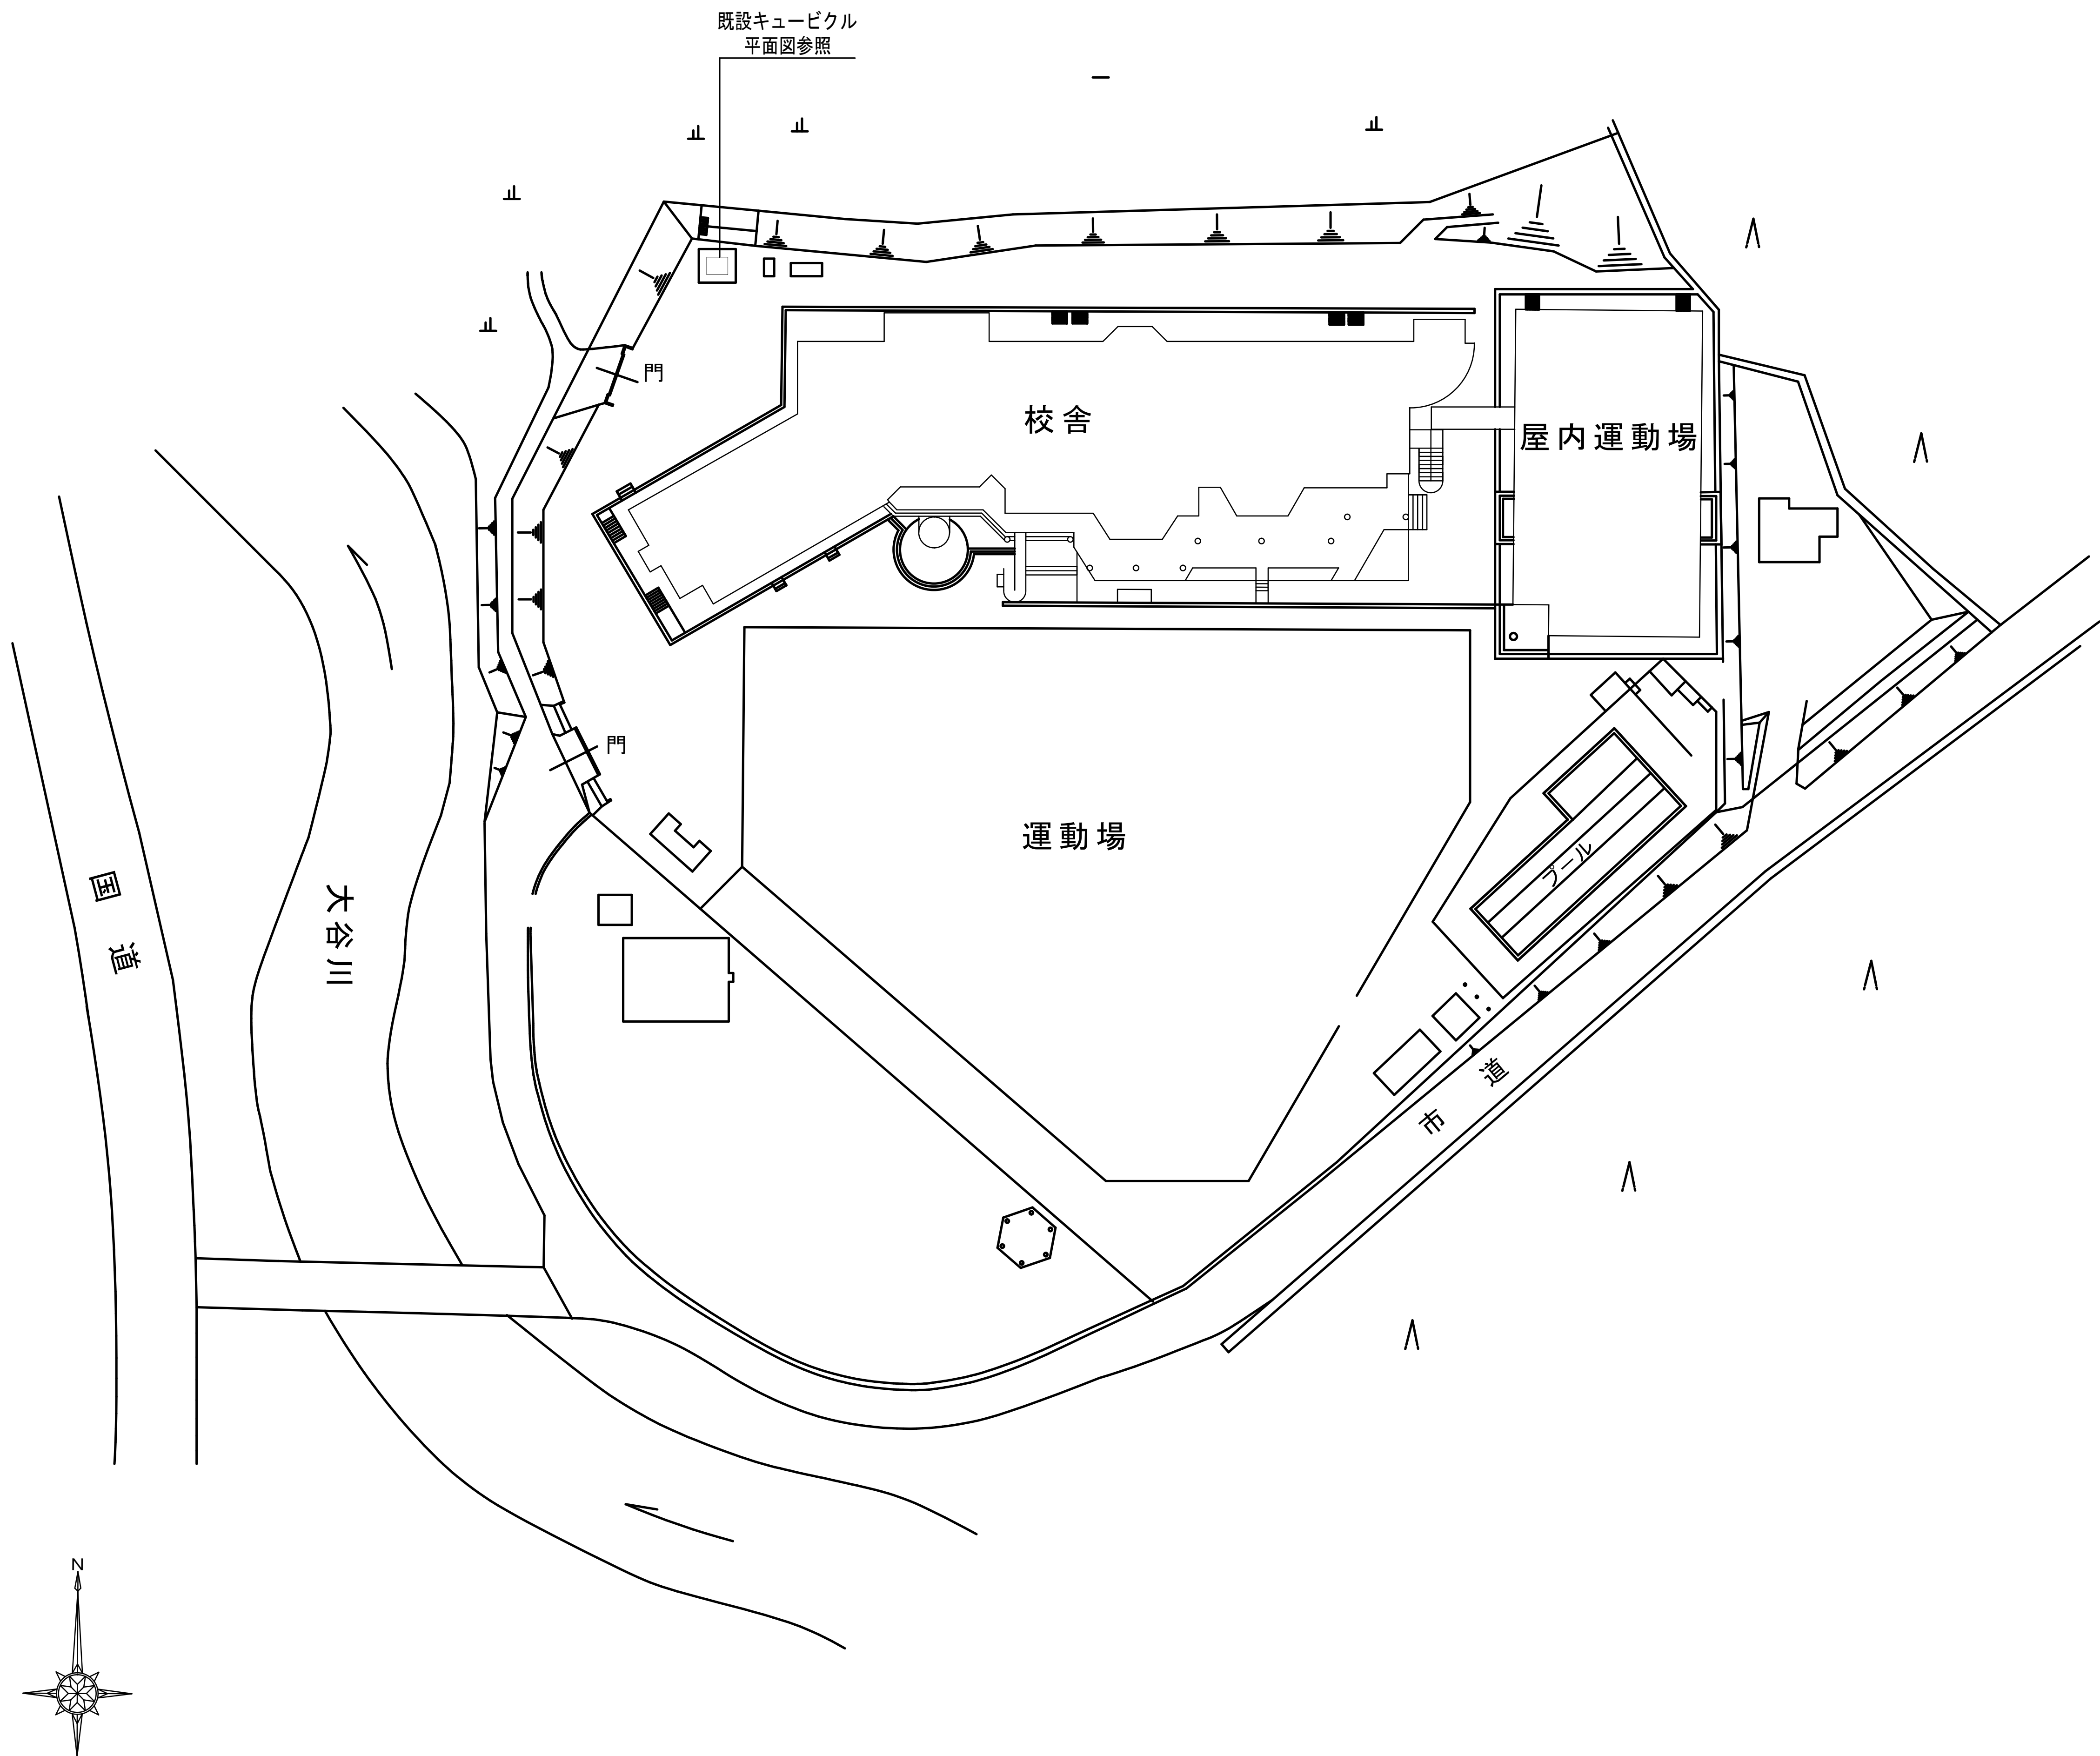 既設キュービクル
平面図参照
門
校舎
屋内運動場
門
運動場
プール
国道
大谷川
市道
N